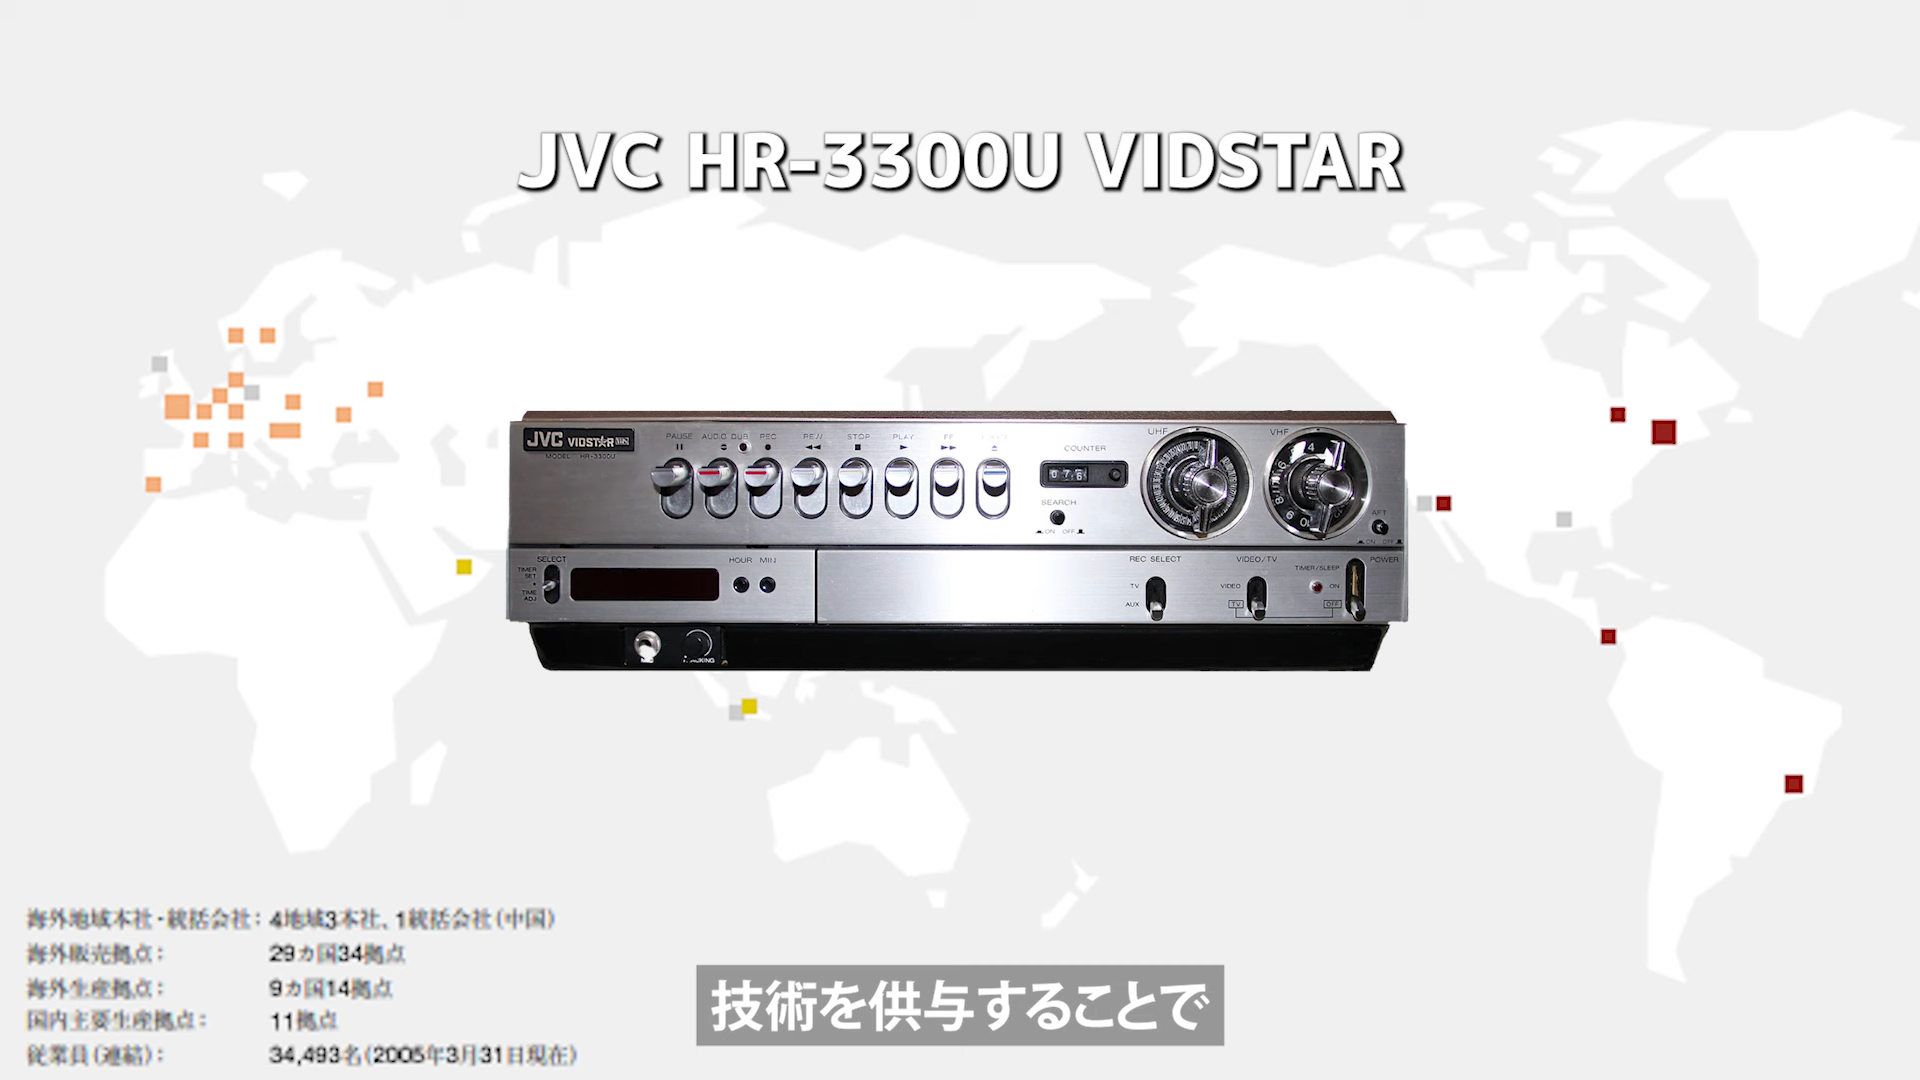 JVC HR-3300U VIDSTAR
JVC VIDSTAR VHS
MODEL HR-3300U
PAUSE AUDIO DUB REC REW STOP PLAY FF
COUNTER
076
SEARCH
ON OFF
UHF
VHF
4
AFT
ON OFF
SELECT
TIMER SET
TIME ADJ
HOUR MIN
REC SELECT
TV
AUX
VIDEO/TV
VIDEO
TV
TIMER/SLEEP
POWER
ON
OFF
海外地域本社・統括会社: 4地域3本社、1統括会社(中国)
海外販売拠点: 29カ国34拠点
海外生産拠点: 9カ国14拠点
国内主要生産拠点: 11拠点
従業員(連結): 34,493名(2005年3月31日現在)
技術を供与することで